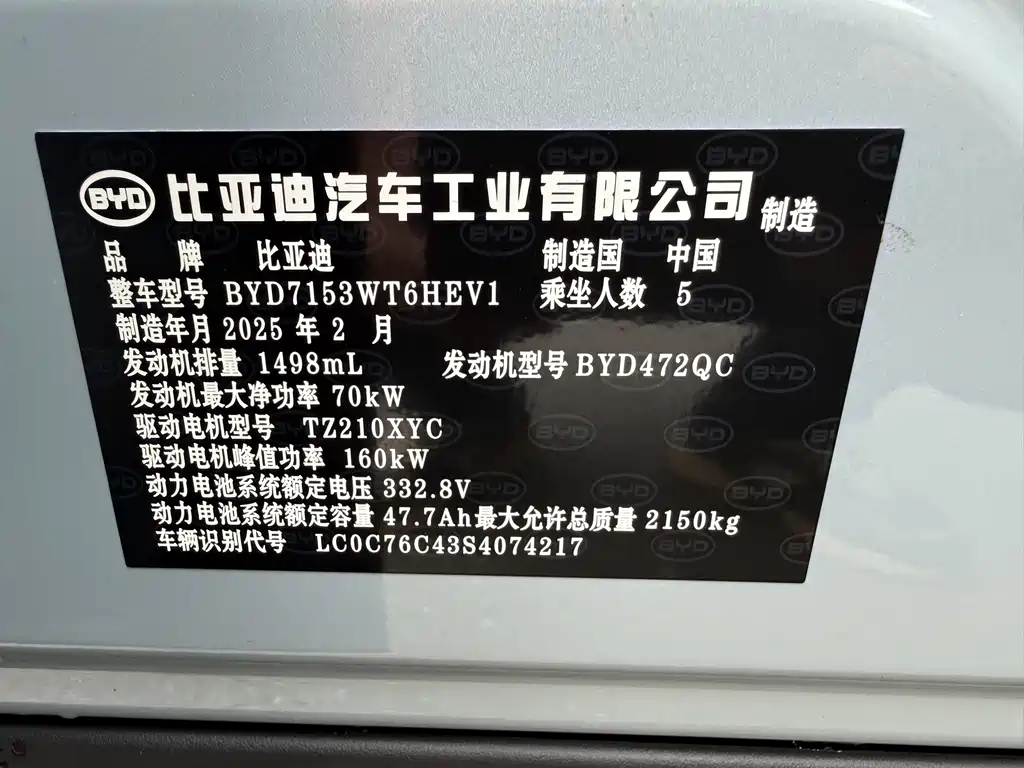 BYD 比亚迪汽车工业有限公司 制造
品 牌 比亚迪 制造国 中国
整车型号 BYD7153WT6HEV1 乘坐人数 5
制造年月 2025 年 2 月
发动机排量 1498mL 发动机型号 BYD472QC
发动机最大净功率 70kW
驱动电机型号 TZ210XYC
驱动电机峰值功率 160kW
动力电池系统额定电压 332.8V
动力电池系统额定容量 47.7Ah 最大允许总质量 2150kg
车辆识别代号 LC0C76C43S4074217